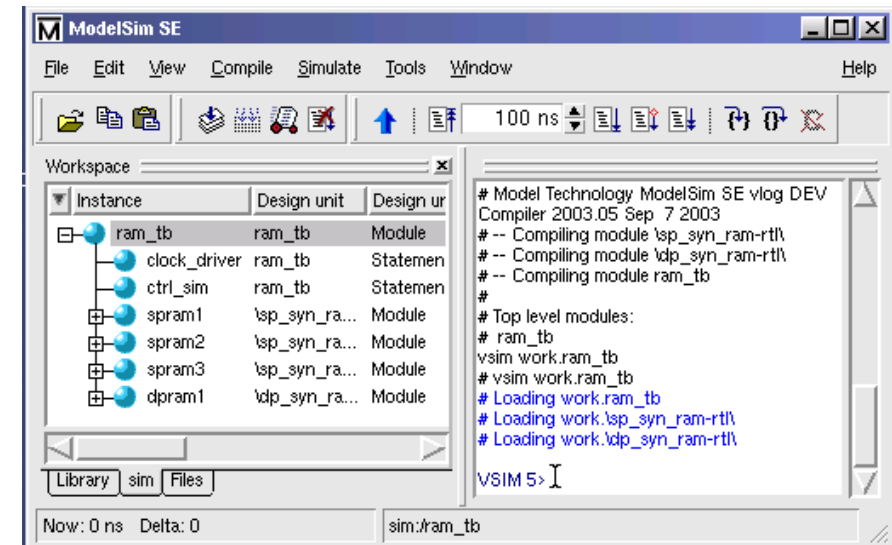 ModelSim SE
File Edit View Compile Simulate Tools Window Help
100 ns
Workspace
Instance Design unit Design ur
ram_tb ram_tb Module
clock_driver ram_tb Statemen
ctrl_sim ram_tb Statemen
spram1 \sp_syn_ra... Module
spram2 \sp_syn_ra... Module
spram3 \sp_syn_ra... Module
dpram1 \dp_syn_ra... Module
Library sim Files
# Model Technology ModelSim SE vlog DEV
Compiler 2003.05 Sep 7 2003
# -- Compiling module \sp_syn_ram-rtl\
# -- Compiling module \dp_syn_ram-rtl\
# -- Compiling module ram_tb
#
# Top level modules:
# ram_tb
vsim work.ram_tb
# vsim work.ram_tb
# Loading work.ram_tb
# Loading work.\sp_syn_ram-rtl\
# Loading work.\dp_syn_ram-rtl\
VSIM 5>
Now: 0 ns Delta: 0 sim:/ram_tb